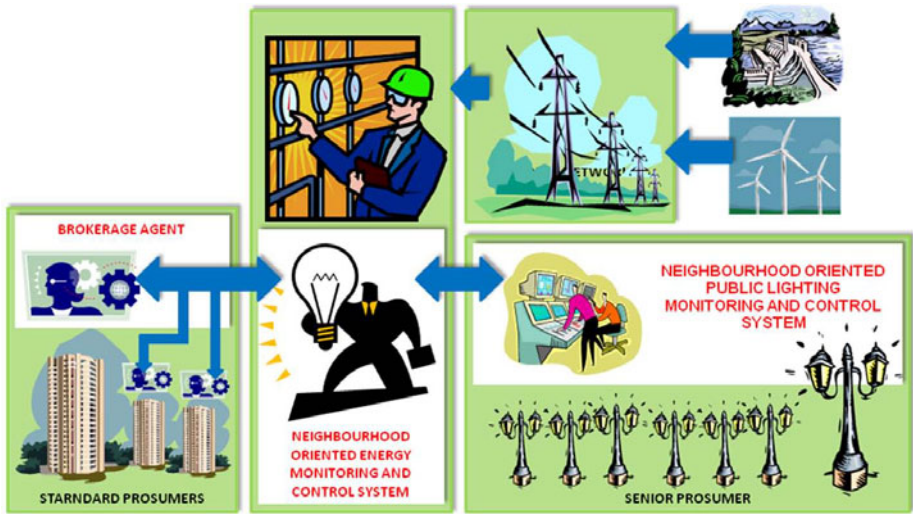 BROKERAGE AGENT
NEIGHBOURHOOD ORIENTED
PUBLIC LIGHTING
MONITORING AND CONTROL
SYSTEM
NEIGHBOURHOOD
ORIENTED ENERGY
MONITORING AND
CONTROL SYSTEM
STARNDARD PROSUMERS
SENIOR PROSUMER